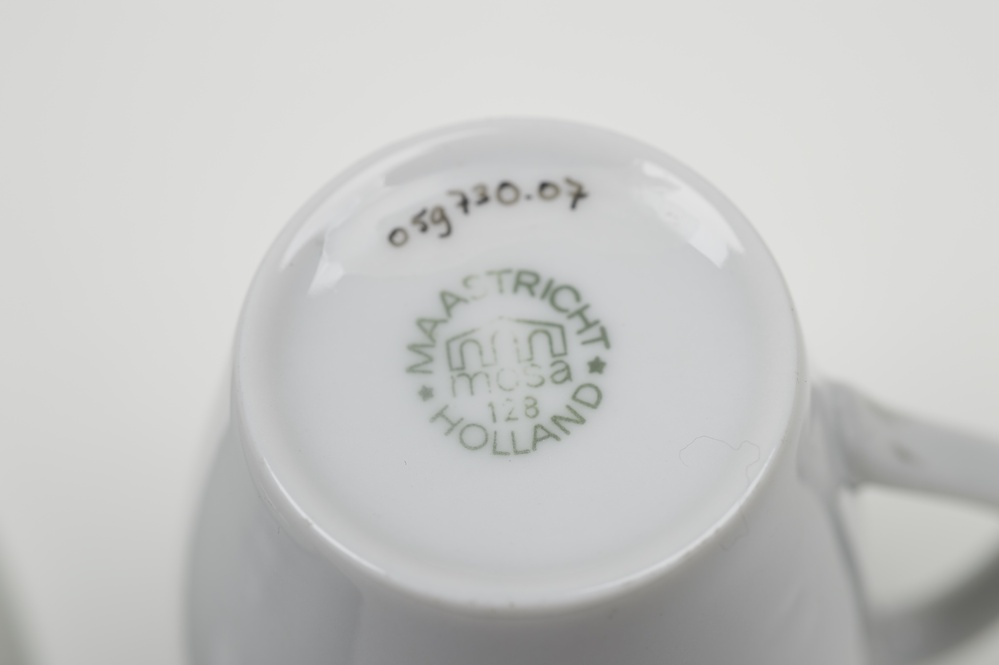 059730.07
MAASTRICHT
mosa
128
HOLLAND